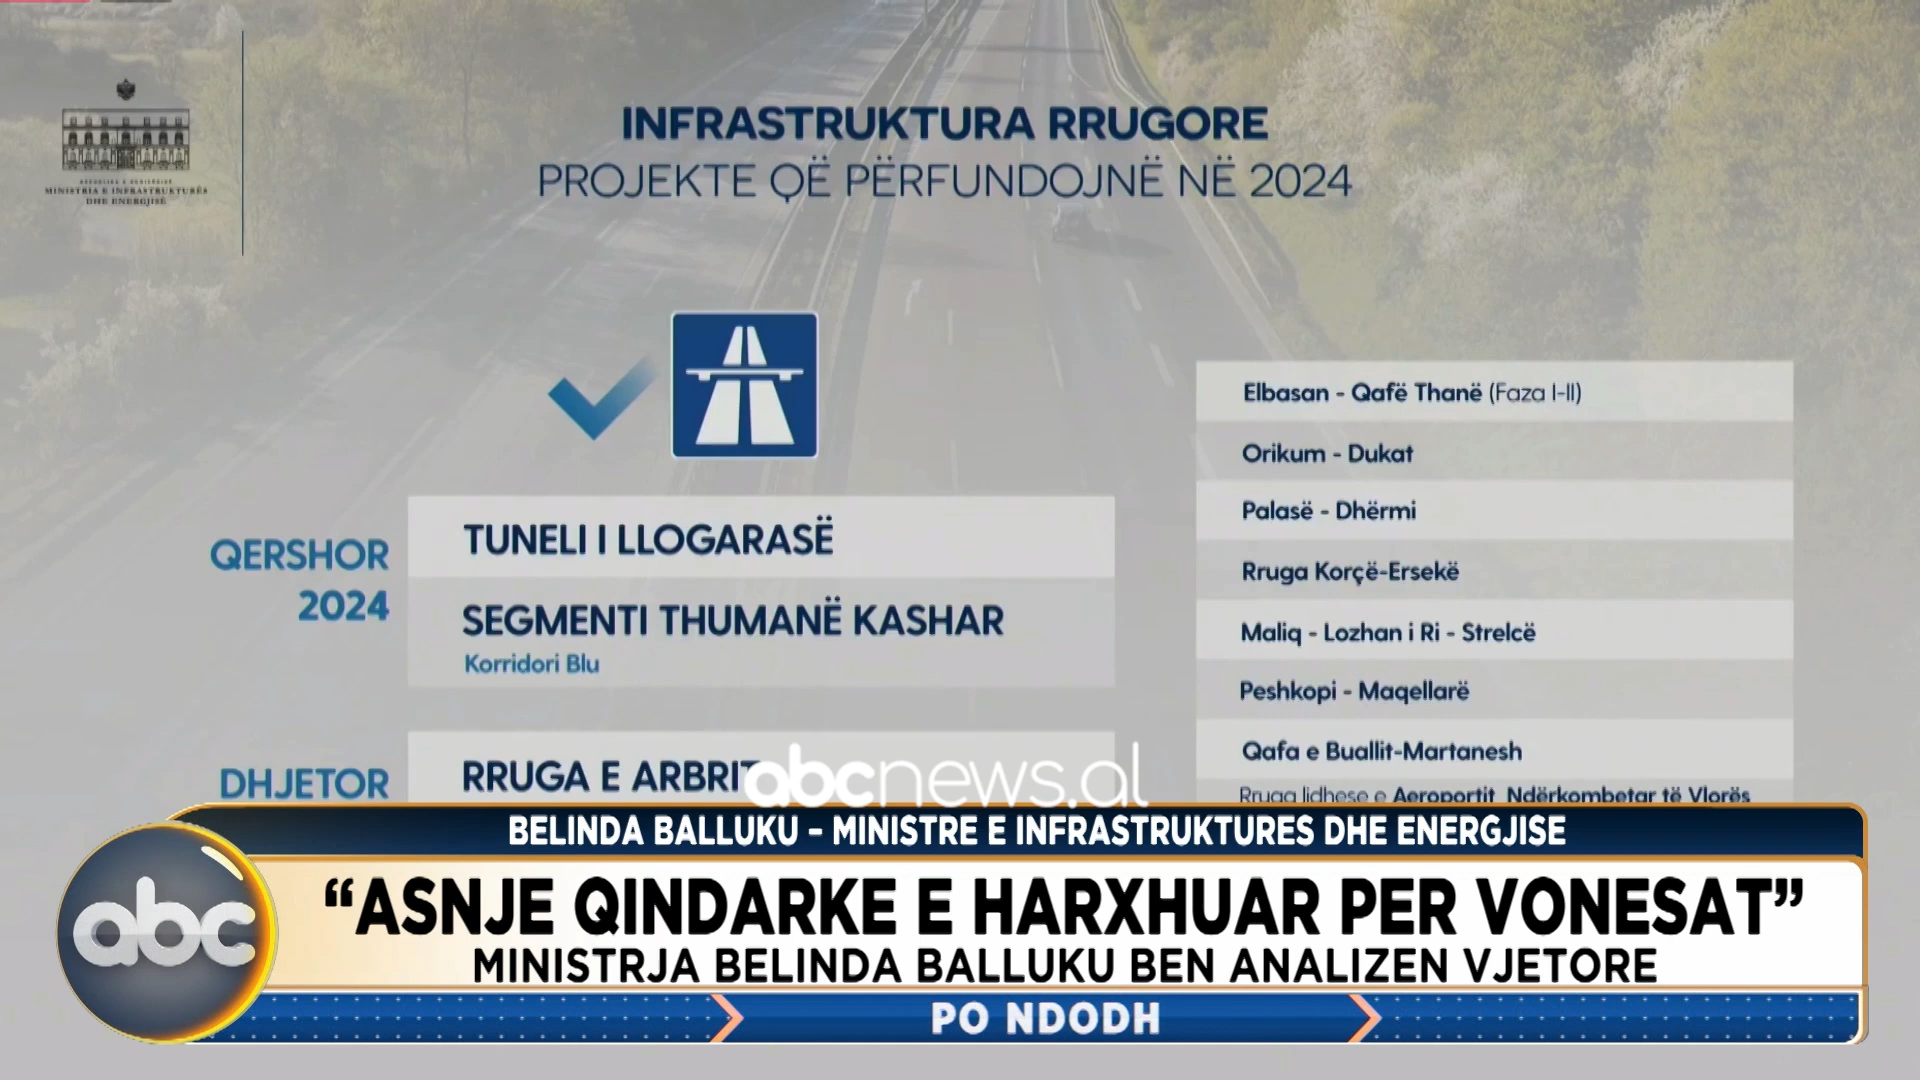 REPUBLIKA E SHQIPËRISË
MINISTRIA E INFRASTRUKTURËS
DHE ENERGJISË
INFRASTRUKTURA RRUGORE
PROJEKTE QË PËRFUNDOJNË NË 2024
QERSHOR
2024
TUNELI I LLOGARASË
SEGMENTI THUMANË KASHAR
Korridori Blu
DHJETOR
RRUGA E ARBRIT
Elbasan - Qafë Thanë (Faza I-II)
Orikum - Dukat
Palasë - Dhërmi
Rruga Korçë-Ersekë
Maliq - Lozhan i Ri - Strelcë
Peshkopi - Maqellarë
Qafa e Buallit-Martanesh
Rruga lidhese e Aeroportit Ndërkombetar të Vlorës
abcnews.al
BELINDA BALLUKU - MINISTRE E INFRASTRUKTURES DHE ENERGJISE
abc
“ASNJE QINDARKE E HARXHUAR PER VONESAT”
MINISTRJA BELINDA BALLUKU BEN ANALIZEN VJETORE
PO NDODH